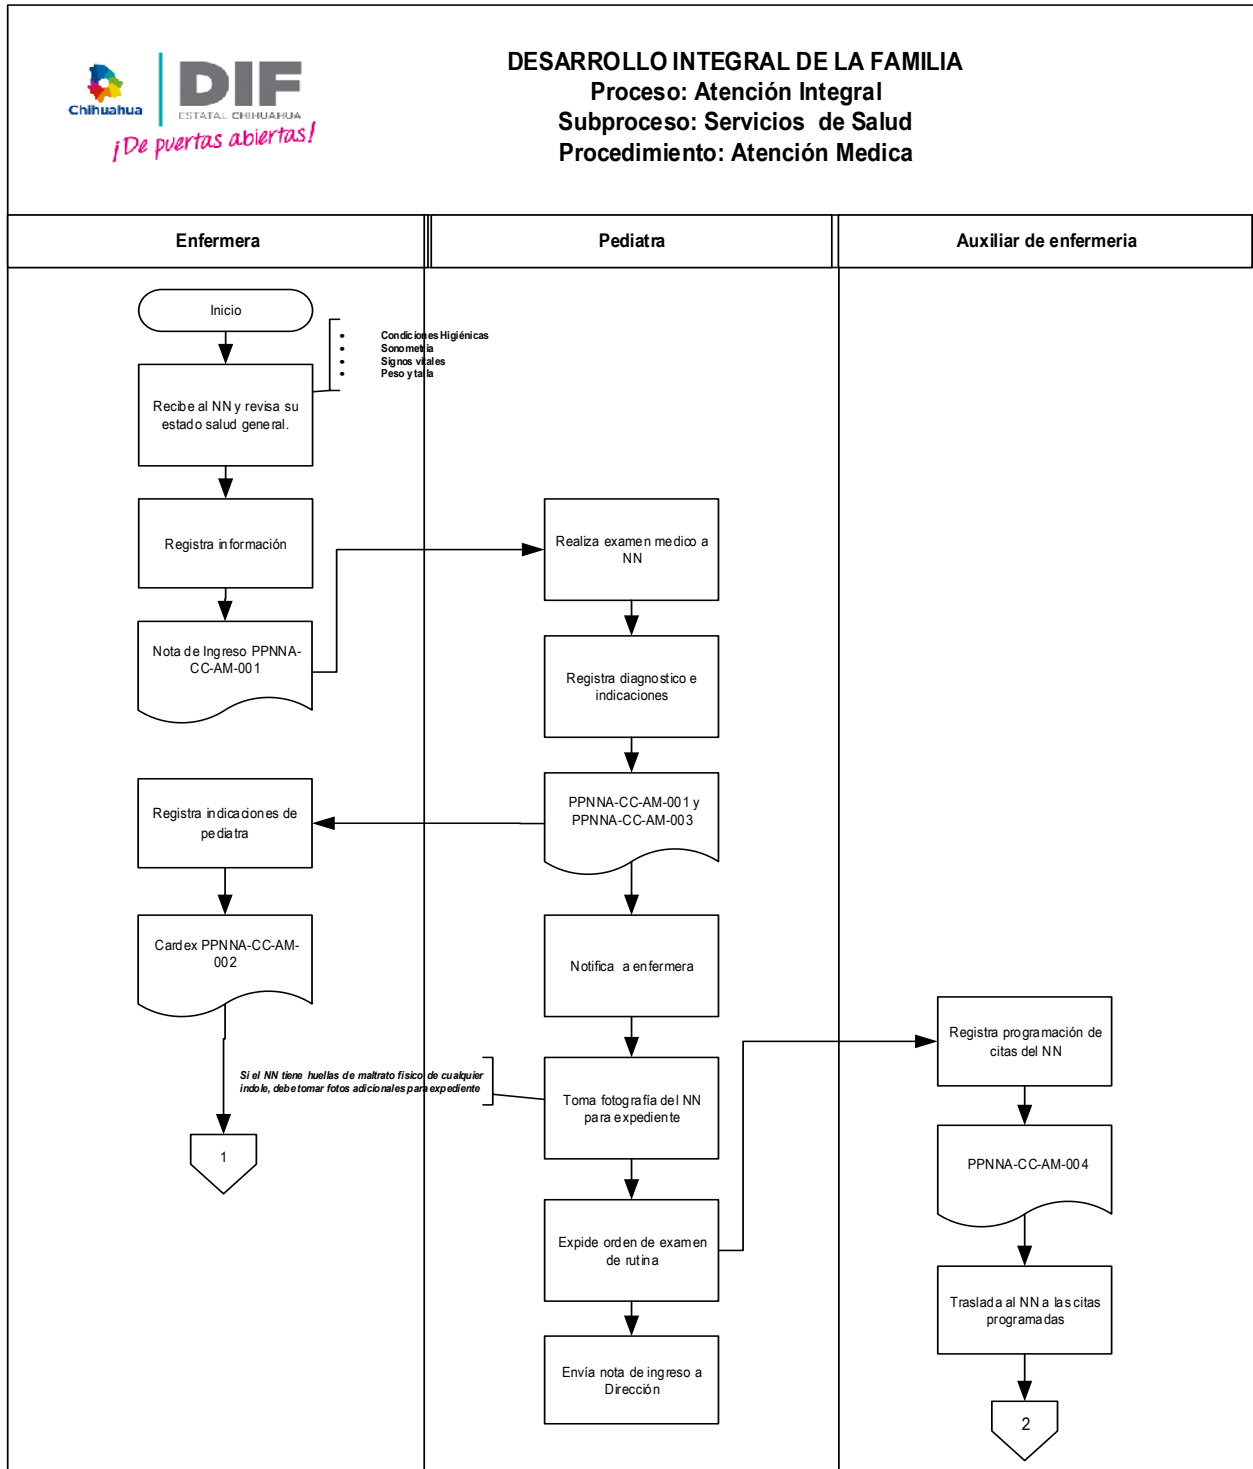 Chihuahua
DIF
ESTATAL CHIHUAHUA
¡De puertas abiertas!
DESARROLLO INTEGRAL DE LA FAMILIA
Proceso: Atención Integral
Subproceso: Servicios de Salud
Procedimiento: Atención Medica
Enfermera
Pediatra
Auxiliar de enfermeria
Inicio
• Condiciones Higiénicas
• Sonometria
• Signos vitales
• Peso y talla
Recibe al NN y revisa su
estado salud general.
Registra información
Nota de Ingreso PPNNA-
CC-AM-001
Realiza examen medico a
NN
Registra diagnostico e
indicaciones
PPNNA-CC-AM-001 y
PPNNA-CC-AM-003
Registra indicaciones de
pediatra
Cardex PPNNA-CC-AM-
002
1
Notifica a enfermera
Si el NN tiene huellas de maltrato fisico de cualquier
indole, debe tomar fotos adicionales para expediente
Toma fotografía del NN
para expediente
Expide orden de examen
de rutina
Envía nota de ingreso a
Dirección
Registra programación de
citas del NN
PPNNA-CC-AM-004
Traslada al NN a las citas
programadas
2